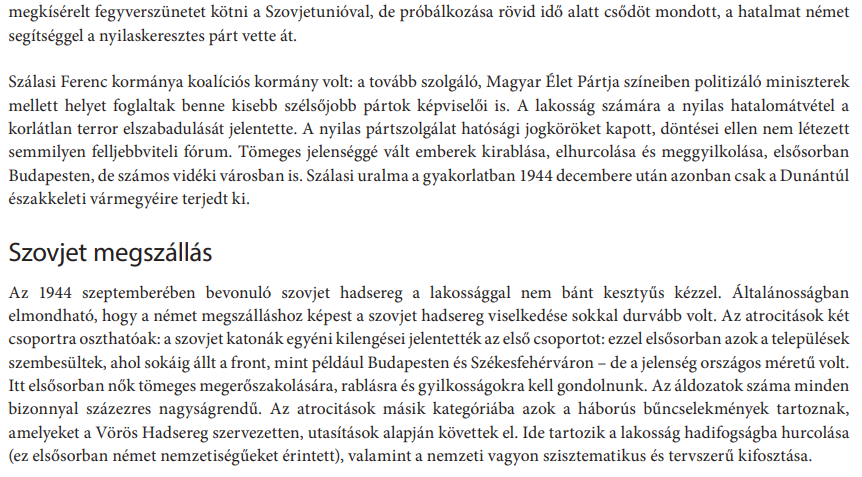 megkísérelt fegyverszünetet kötni a Szovjetunióval, de próbálkozása rövid idő alatt csődöt mondott, a hatalmat német
segítséggel a nyilaskeresztes párt vette át.
Szálasi Ferenc kormánya koalíciós kormány volt: a tovább szolgáló, Magyar Élet Pártja színeiben politizáló miniszterek
mellett helyet foglaltak benne kisebb szélsőjobb pártok képviselői is. A lakosság számára a nyilas hatalomátvétel a
korlátlan terror elszabadulását jelentette. A nyilas pártszolgálat hatósági jogköröket kapott, döntései ellen nem létezett
semmilyen felljebbviteli fórum. Tömeges jelenséggé vált emberek kirablása, elhurcolása és meggyilkolása, elsősorban
Budapesten, de számos vidéki városban is. Szálasi uralma a gyakorlatban 1944 decembere után azonban csak a Dunántúl
északkeleti vármegyéire terjedt ki.
Szovjet megszállás
Az 1944 szeptemberében bevonuló szovjet hadsereg a lakossággal nem bánt kesztyűs kézzel. Általánosságban
elmondható, hogy a német megszálláshoz képest a szovjet hadsereg viselkedése sokkal durvább volt. Az atrocitások két
csoportra oszthatóak: a szovjet katonák egyéni kilengései jelentették az első csoportot: ezzel elsősorban azok a települések
szembesültek, ahol sokáig állt a front, mint például Budapesten és Székesfehérváron – de a jelenség országos méretű volt.
Itt elsősorban nők tömeges megerőszakolására, rablásra és gyilkosságokra kell gondolnunk. Az áldozatok száma minden
bizonnyal százezres nagyságrendű. Az atrocitások másik kategóriába azok a háborús bűncselekmények tartoznak,
amelyeket a Vörös Hadsereg szervezetten, utasítások alapján követtek el. Ide tartozik a lakosság hadifogságba hurcolása
(ez elsősorban német nemzetiségűeket érintett), valamint a nemzeti vagyon szisztematikus és tervszerű kifosztása.